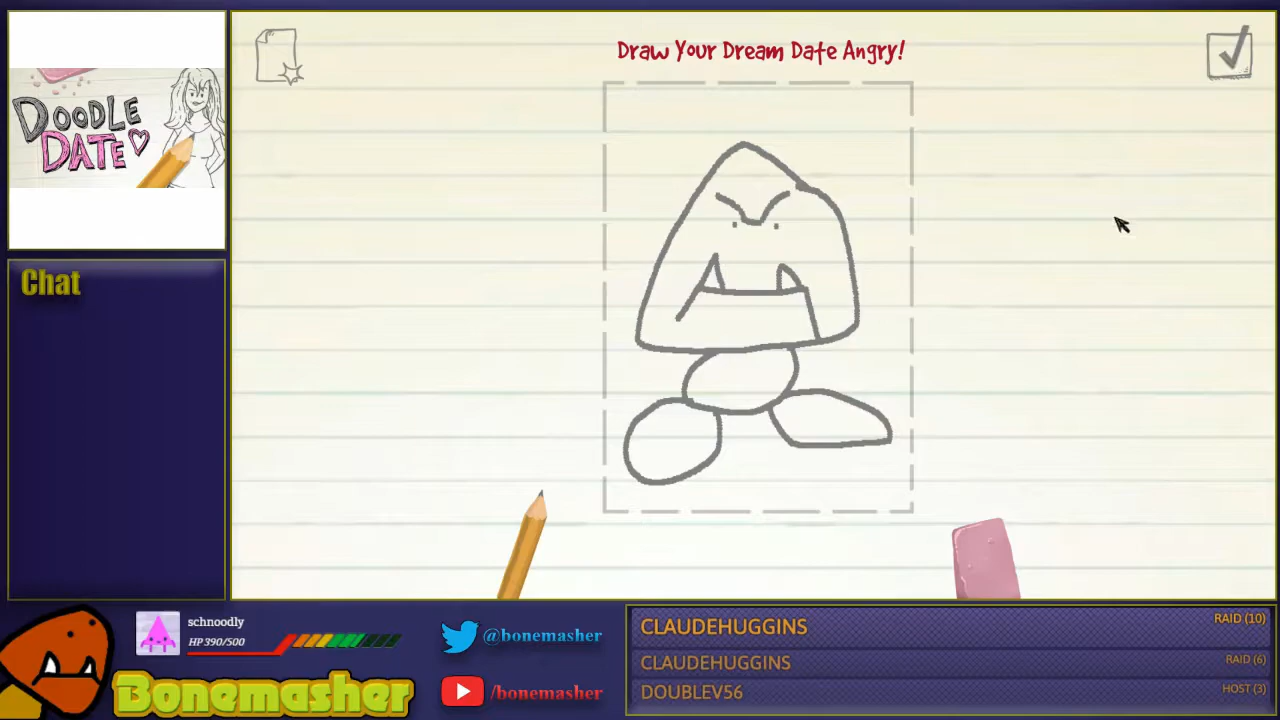 Draw Your Dream Date Angry!
DOODLE
DATE
Chat
schnoodly
HP 390/500
Bonemasher
@bonemasher
/bonemasher
CLAUDEHUGGINS RAID (10)
CLAUDEHUGGINS RAID (6)
DOUBLEV56 HOST (3)